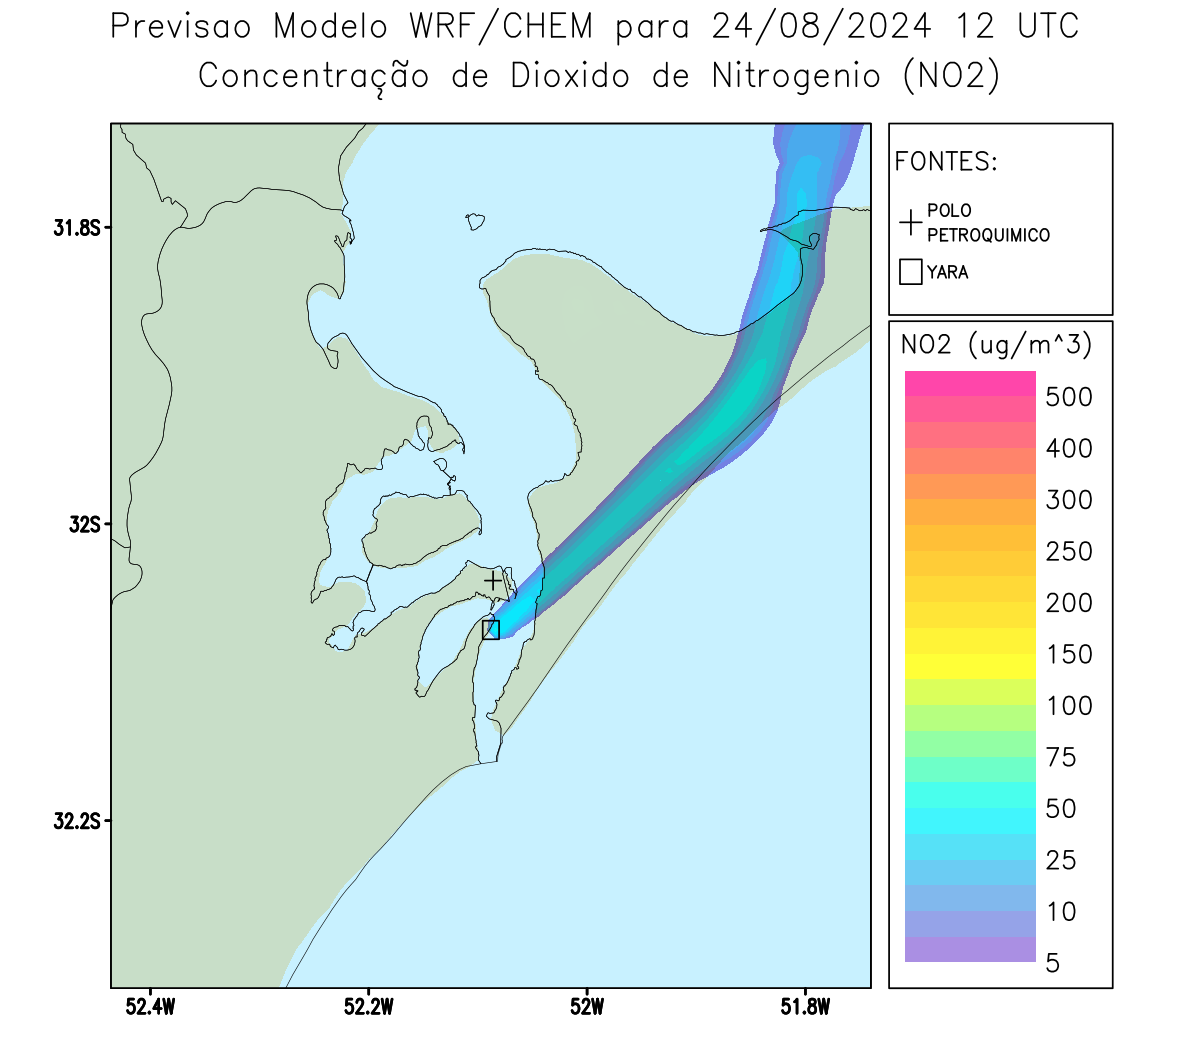 Previsao Modelo WRF/CHEM para 24/08/2024 12 UTC
Concentração de Dioxido de Nitrogenio (NO2)
FONTES:
POLO
PETROQUIMICO
YARA
NO2 (ug/m^3)
500
400
300
250
200
150
100
75
50
25
10
5
31.8S
32S
32.2S
52.4W
52.2W
52W
51.8W